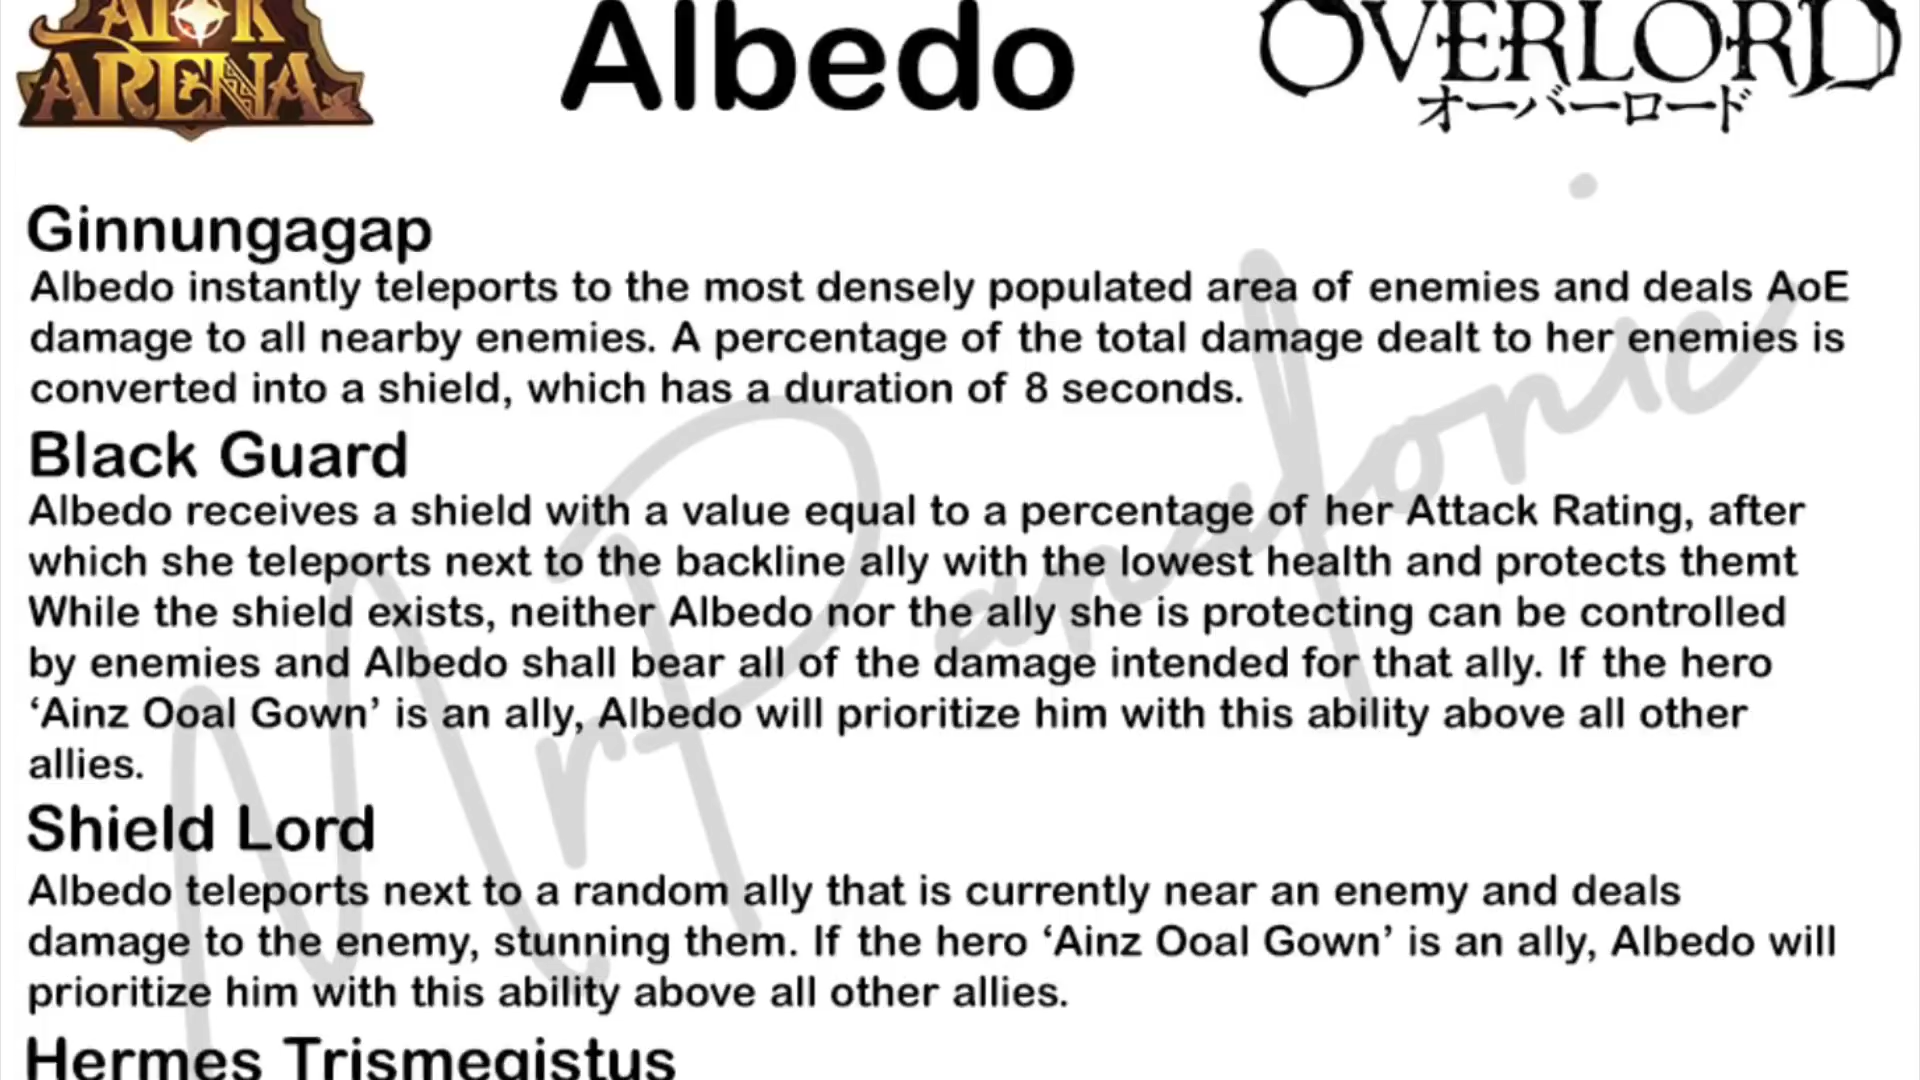 AFK
ARENA
Albedo
OVERLORD
オーバーロード
Ginnungagap
Albedo instantly teleports to the most densely populated area of enemies and deals AoE
damage to all nearby enemies. A percentage of the total damage dealt to her enemies is
converted into a shield, which has a duration of 8 seconds.
Black Guard
Albedo receives a shield with a value equal to a percentage of her Attack Rating, after
which she teleports next to the backline ally with the lowest health and protects themt
While the shield exists, neither Albedo nor the ally she is protecting can be controlled
by enemies and Albedo shall bear all of the damage intended for that ally. If the hero
‘Ainz Ooal Gown’ is an ally, Albedo will prioritize him with this ability above all other
allies.
Shield Lord
Albedo teleports next to a random ally that is currently near an enemy and deals
damage to the enemy, stunning them. If the hero ‘Ainz Ooal Gown’ is an ally, Albedo will
prioritize him with this ability above all other allies.
Hermes Trismegistus
MrPanatonic